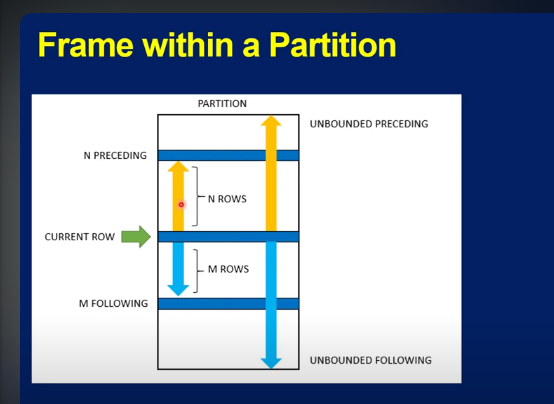 Frame within a Partition
PARTITION
UNBOUNDED PRECEDING
N PRECEDING
N ROWS
CURRENT ROW
M ROWS
M FOLLOWING
UNBOUNDED FOLLOWING